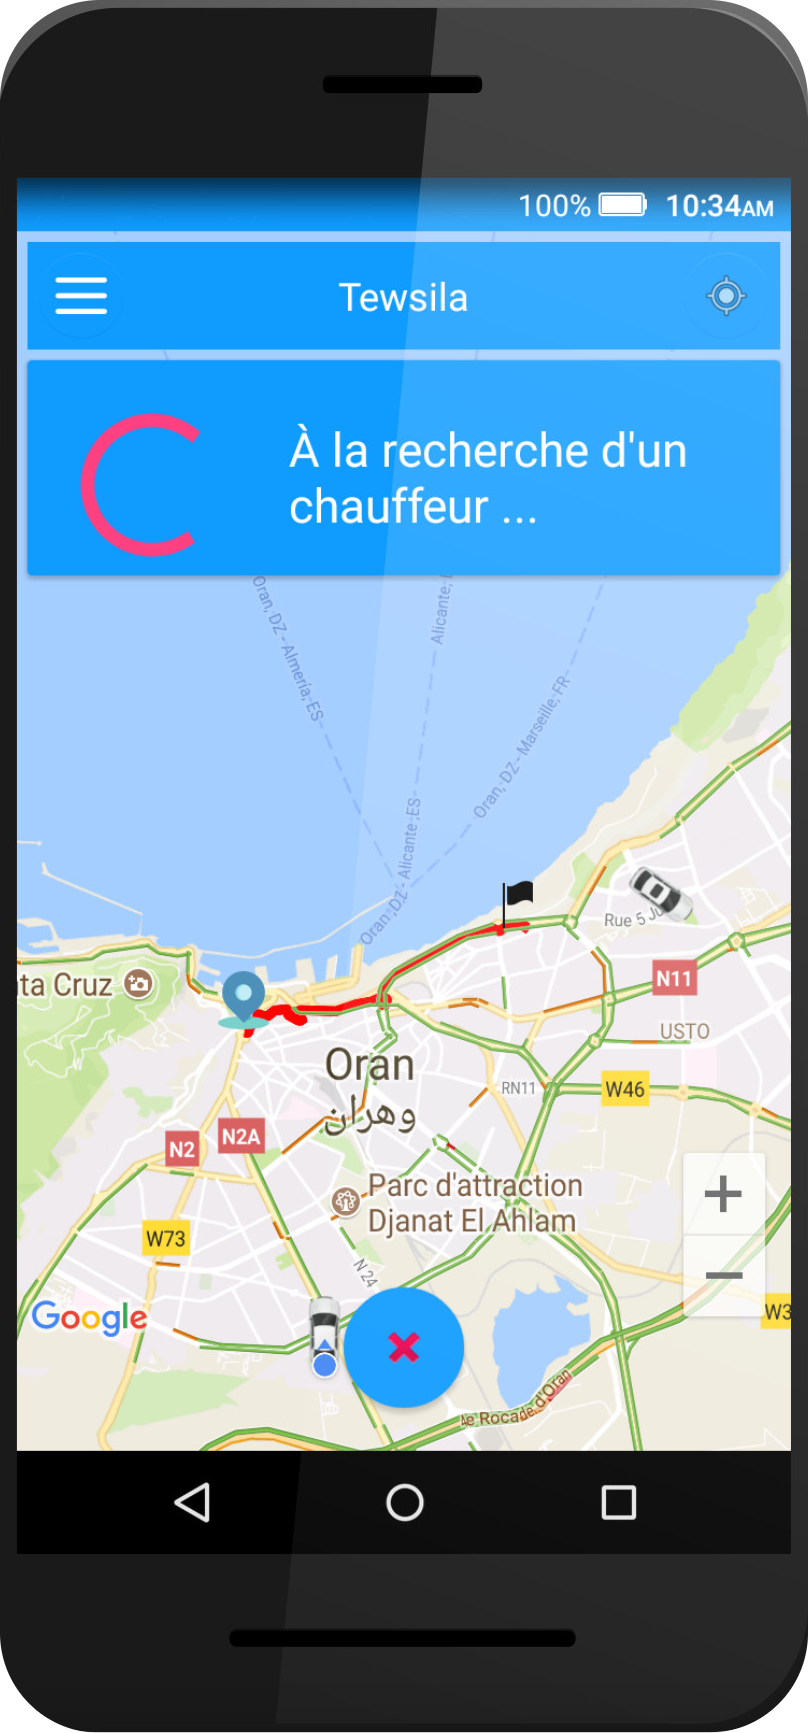 100% 10:34AM
Tewsila
À la recherche d'un
chauffeur ...
Oran, DZ - Almería, ES
Alicante,
Oran, DZ - Marseille, FR
Oran, DZ - Alicante, ES
Rue 5 Ju
ta Cruz
N11
USTO
Oran
وهران
RN11
W46
N2
N2A
Parc d'attraction
Djanat El Ahlam
W73
N 24
+
−
Google
W3
4e Rocade d'Oran